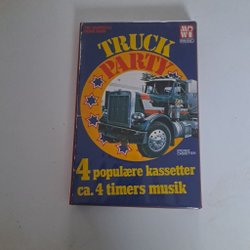 TRUCK
PARTY
4 populære kassetter
ca. 4 timers musik